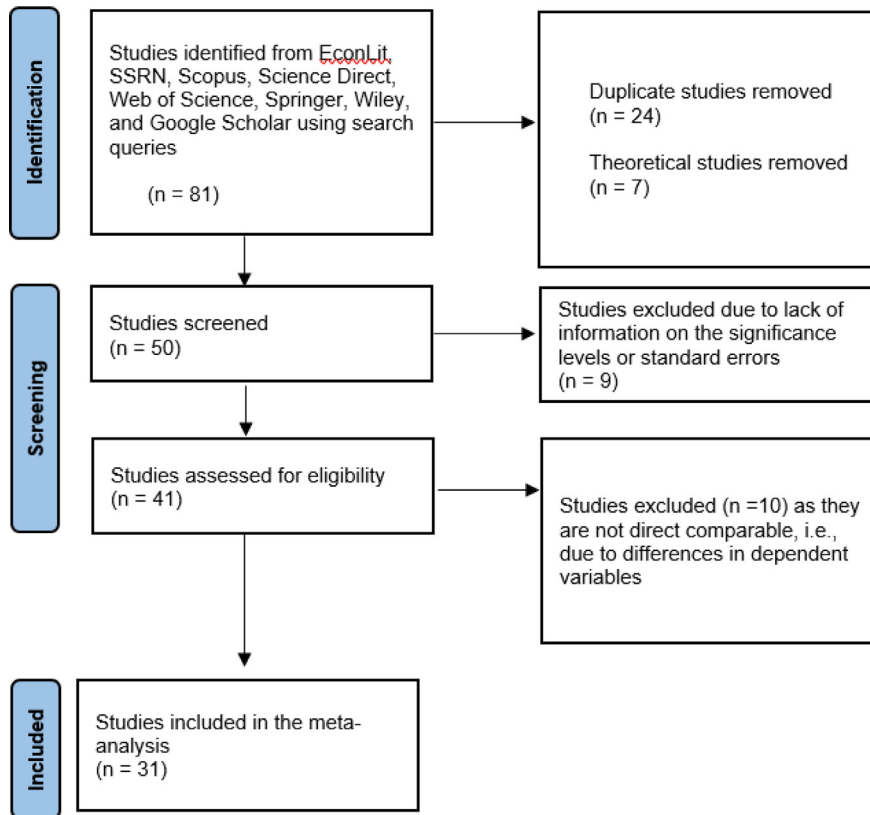 Identification
Studies identified from EconLit,
SSRN, Scopus, Science Direct,
Web of Science, Springer, Wiley,
and Google Scholar using search
queries
(n = 81)
Duplicate studies removed
(n = 24)
Theoretical studies removed
(n = 7)
Screening
Studies screened
(n = 50)
Studies excluded due to lack of
information on the significance
levels or standard errors
(n = 9)
Studies assessed for eligibility
(n = 41)
Studies excluded (n =10) as they
are not direct comparable, i.e.,
due to differences in dependent
variables
Included
Studies included in the meta-
analysis
(n = 31)